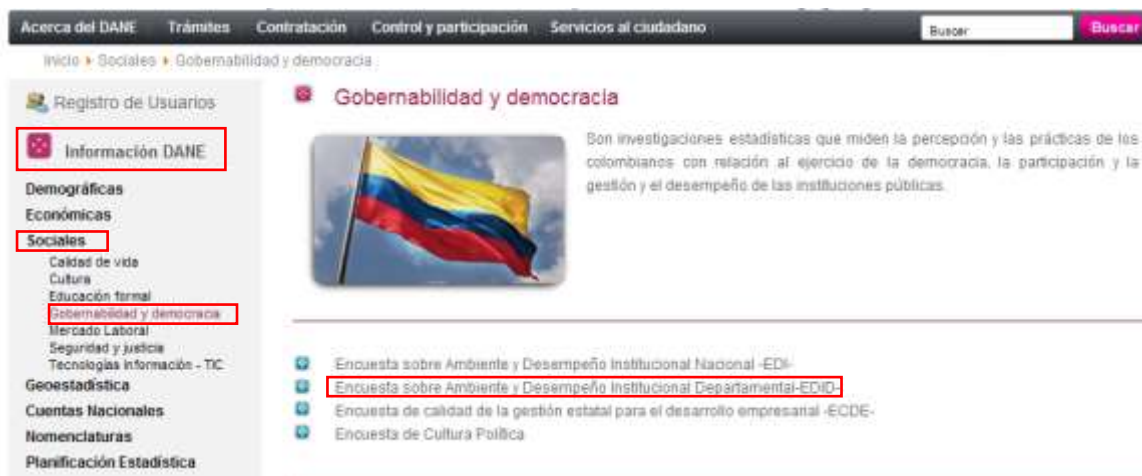 Acerca del DANE Trámites Contratación Control y participación Servicios al ciudadano Buscar Buscar
Inicio Sociales Gobernabilidad y democracia
Registro de Usuarios
Información DANE
Demográficas
Económicas
Sociales
Calidad de vida
Cultura
Educación formal
Gobernabilidad y democracia
Mercado Laboral
Seguridad y justicia
Tecnologías información - TIC
Geoestadística
Cuentas Nacionales
Nomenclaturas
Planificación Estadística
Gobernabilidad y democracia
Son investigaciones estadísticas que miden la percepción y las prácticas de los
colombianos con relación al ejercicio de la democracia, la participación y la
gestión y el desempeño de las instituciones públicas.
Encuesta sobre Ambiente y Desempeño Institucional Nacional -EDI-
Encuesta sobre Ambiente y Desempeño Institucional Departamental-EDID-
Encuesta de calidad de la gestión estatal para el desarrollo empresarial -ECDE-
Encuesta de Cultura Política